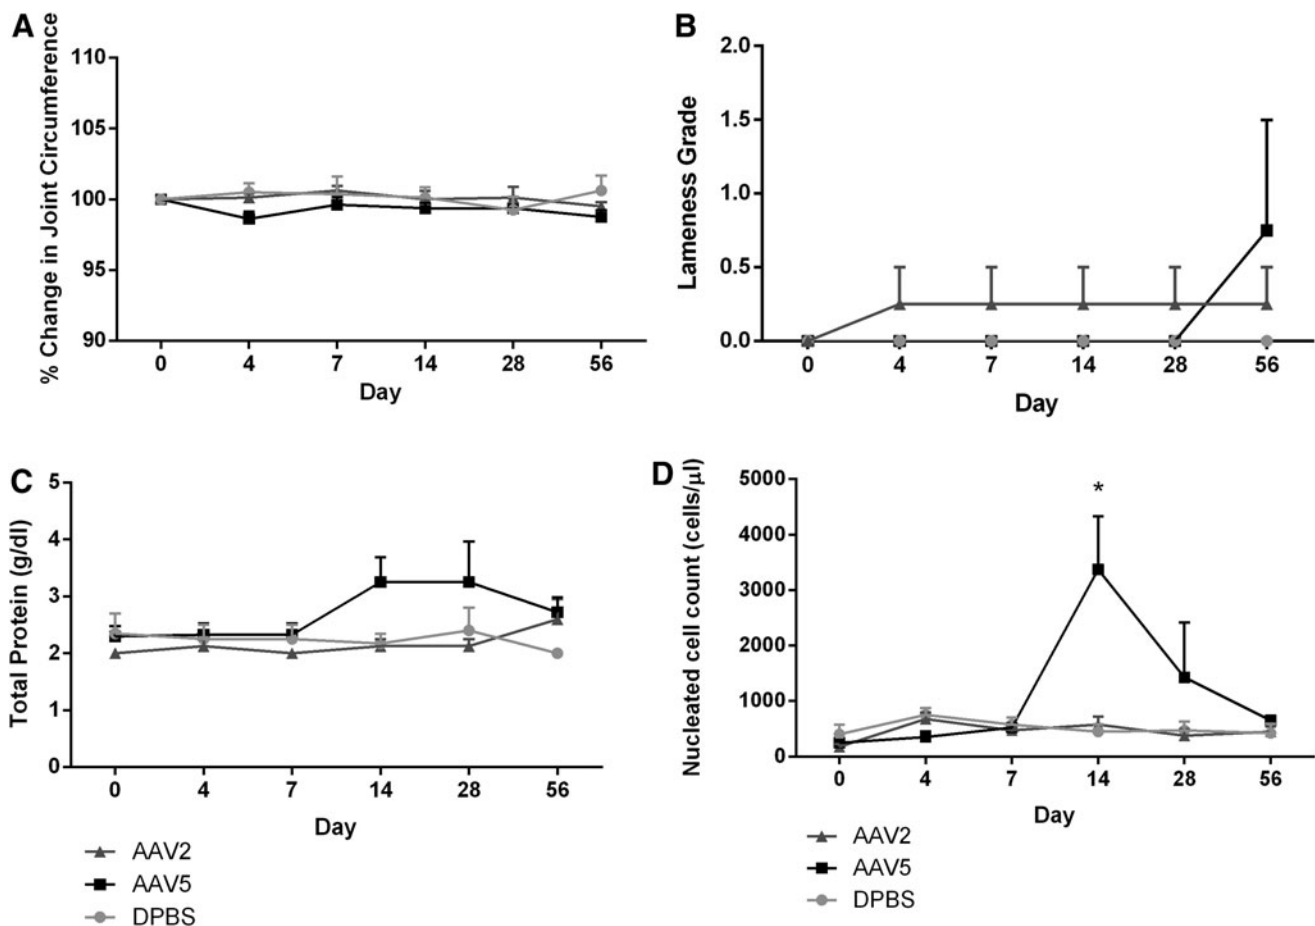 A
% Change in Joint Circumference
110
105
100
95
90
0 4 7 14 28 56
Day
B
Lameness Grade
2.0
1.5
1.0
0.5
0.0
0 4 7 14 28 56
Day
C
Total Protein (g/dl)
5
4
3
2
1
0
0 4 7 14 28 56
Day
AAV2
AAV5
DPBS
D
Nucleated cell count (cells/µl)
5000
4000
3000
2000
1000
0
*
0 4 7 14 28 56
Day
AAV2
AAV5
DPBS